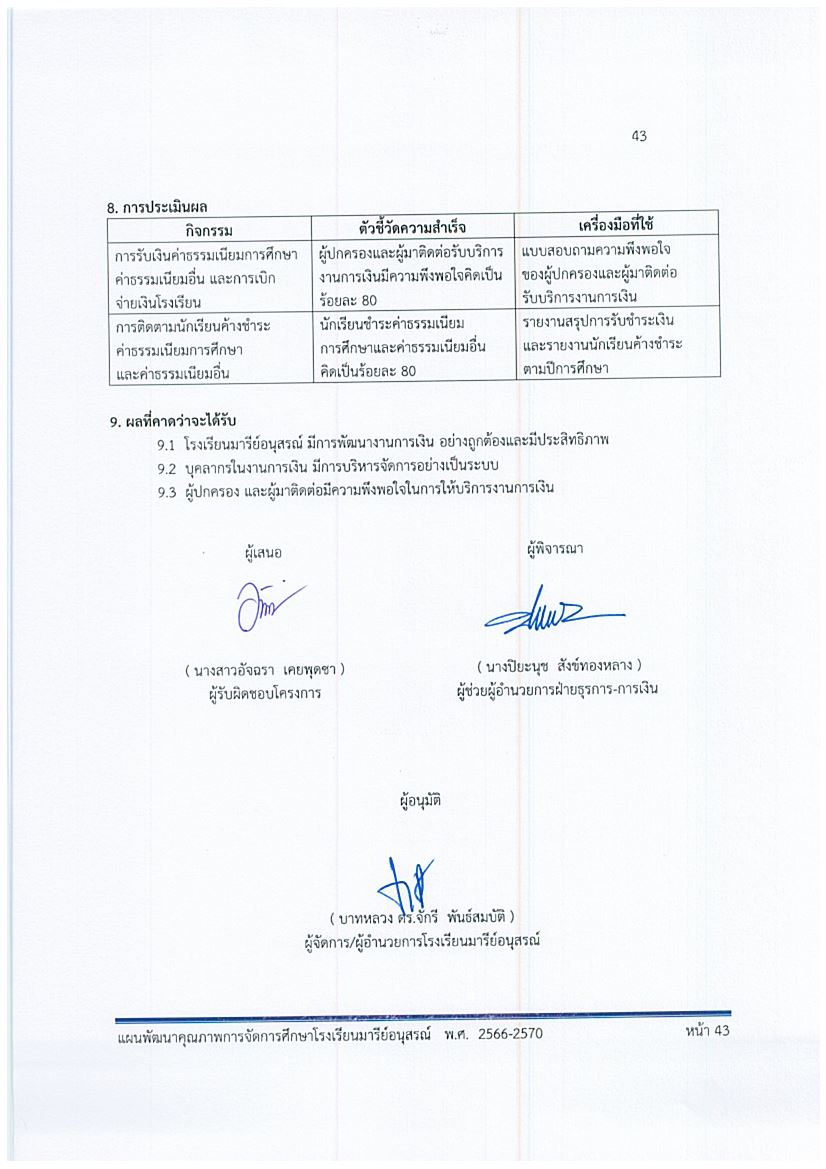 43
8. การประเมินผล
กิจกรรม ตัวชี้วัดความสำเร็จ เครื่องมือที่ใช้
การรับเงินค่าธรรมเนียมการศึกษา ผู้ปกครองและผู้มาติดต่อรับบริการ แบบสอบถามความพึงพอใจ
ค่าธรรมเนียมอื่น และการเบิก งานการเงินมีความพึงพอใจคิดเป็น ของผู้ปกครองและผู้มาติดต่อ
จ่ายเงินโรงเรียน ร้อยละ 80 รับบริการงานการเงิน
การติดตามนักเรียนค้างชำระ นักเรียนชำระค่าธรรมเนียม รายงานสรุปการรับชำระเงิน
ค่าธรรมเนียมการศึกษา การศึกษาและค่าธรรมเนียมอื่น และรายงานนักเรียนค้างชำระ
และค่าธรรมเนียมอื่น คิดเป็นร้อยละ 80 ตามปีการศึกษา
9. ผลที่คาดว่าจะได้รับ
9.1 โรงเรียนมารีย์อนุสรณ์ มีการพัฒนางานการเงิน อย่างถูกต้องและมีประสิทธิภาพ
9.2 บุคลากรในงานการเงิน มีการบริหารจัดการอย่างเป็นระบบ
9.3 ผู้ปกครอง และผู้มาติดต่อมีความพึงพอใจในการให้บริการงานการเงิน
ผู้เสนอ ผู้พิจารณา
( นางสาวอัจฉรา เคยพุดซา ) ( นางปิยะนุช สังข์ทองหลาง )
ผู้รับผิดชอบโครงการ ผู้ช่วยผู้อำนวยการฝ่ายธุรการ-การเงิน
ผู้อนุมัติ
( บาทหลวง ดร.จักรี พันธ์สมบัติ )
ผู้จัดการ/ผู้อำนวยการโรงเรียนมารีย์อนุสรณ์
แผนพัฒนาคุณภาพการจัดการศึกษาโรงเรียนมารีย์อนุสรณ์ พ.ศ. 2566-2570 หน้า 43